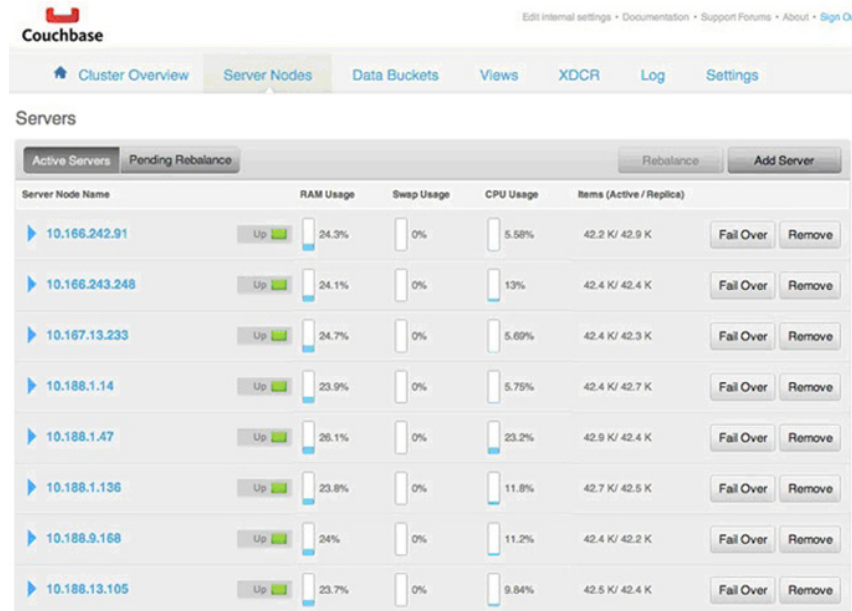 Couchbase
Edit internal settings • Documentation • Support Forums • About • Sign
Cluster Overview Server Nodes Data Buckets Views XDCR Log Settings
Servers
Active Servers Pending Rebalance Rebalance Add Server
Server Node Name RAM Usage Swap Usage CPU Usage Items (Active / Replica)
10.166.242.91 Up 24.3% 0% 5.58% 42.2 K/ 42.9 K Fail Over Remove
10.166.243.248 Up 24.1% 0% 13% 42.4 K/ 42.4 K Fail Over Remove
10.167.13.233 Up 24.7% 0% 5.69% 42.4 K/ 42.3 K Fail Over Remove
10.188.1.14 Up 23.9% 0% 5.75% 42.4 K/ 42.7 K Fail Over Remove
10.188.1.47 Up 26.1% 0% 23.2% 42.9 K/ 42.4 K Fail Over Remove
10.188.1.136 Up 23.8% 0% 11.8% 42.7 K/ 42.5 K Fail Over Remove
10.188.9.168 Up 24% 0% 11.2% 42.4 K/ 42.2 K Fail Over Remove
10.188.13.105 Up 23.7% 0% 9.84% 42.5 K/ 42.4 K Fail Over Remove